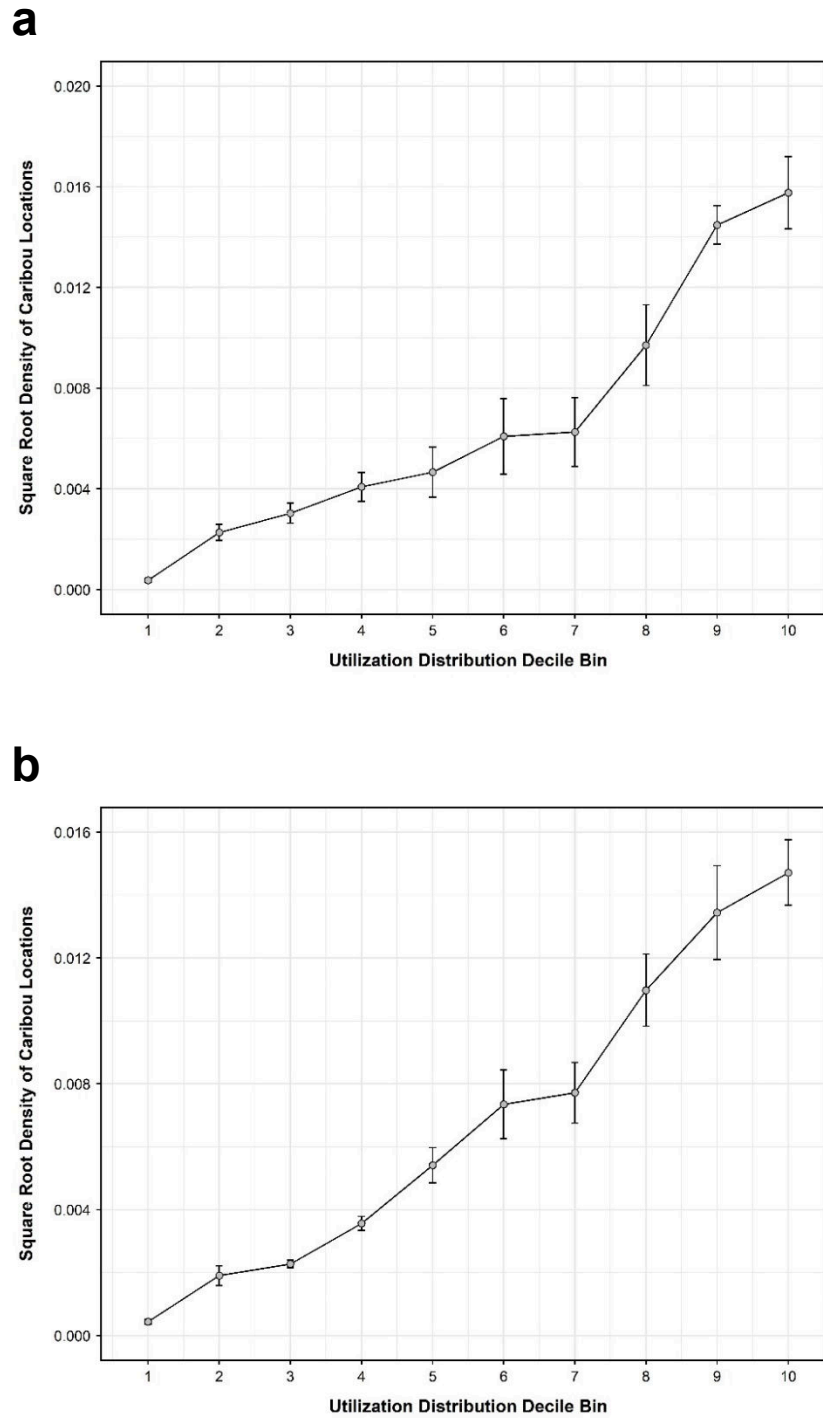 a
0.020
0.016
0.012
0.008
0.004
0.000
Square Root Density of Caribou Locations
1 2 3 4 5 6 7 8 9 10
Utilization Distribution Decile Bin
b
0.016
0.012
0.008
0.004
0.000
Square Root Density of Caribou Locations
1 2 3 4 5 6 7 8 9 10
Utilization Distribution Decile Bin